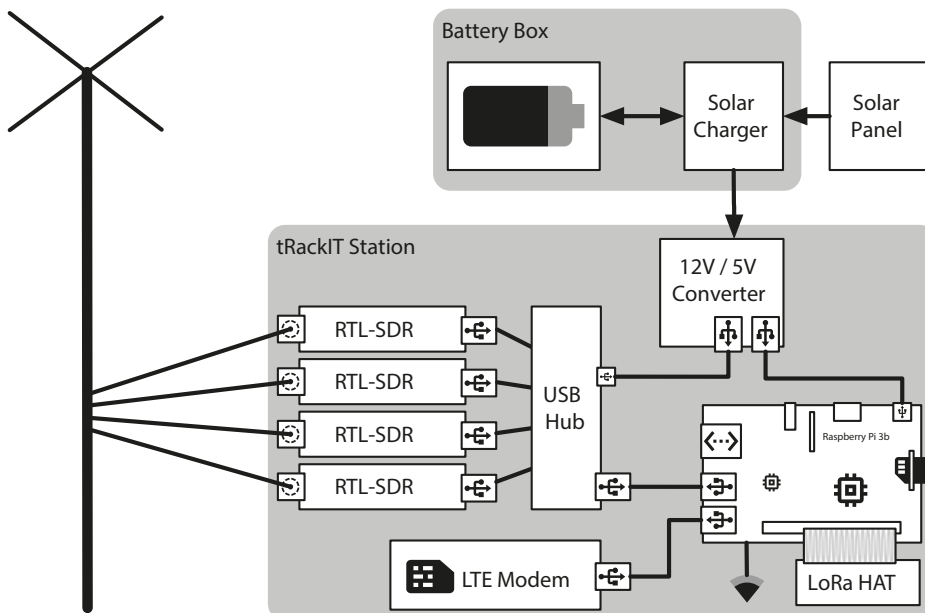 Battery Box
Solar
Charger
Solar
Panel
tRackIT Station
12V / 5V
Converter
RTL-SDR
RTL-SDR
RTL-SDR
RTL-SDR
USB
Hub
Raspberry Pi 3b
LTE Modem
LoRa HAT